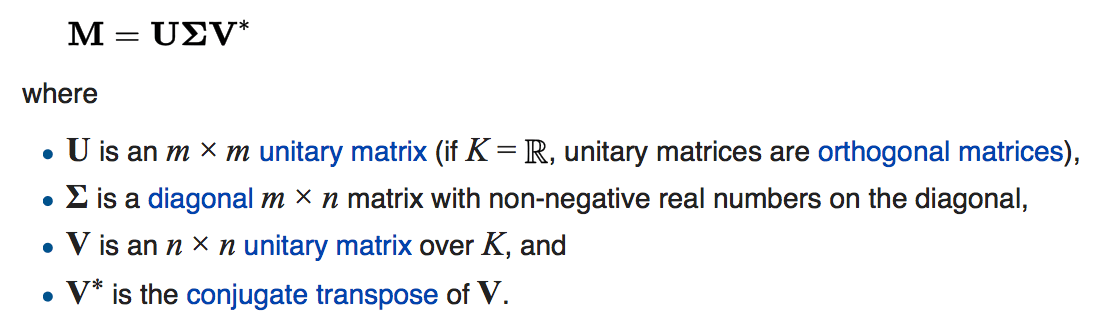 M = UΣV*
where
• U is an m × m unitary matrix (if K = ℝ, unitary matrices are orthogonal matrices),
• Σ is a diagonal m × n matrix with non-negative real numbers on the diagonal,
• V is an n × n unitary matrix over K, and
• V* is the conjugate transpose of V.